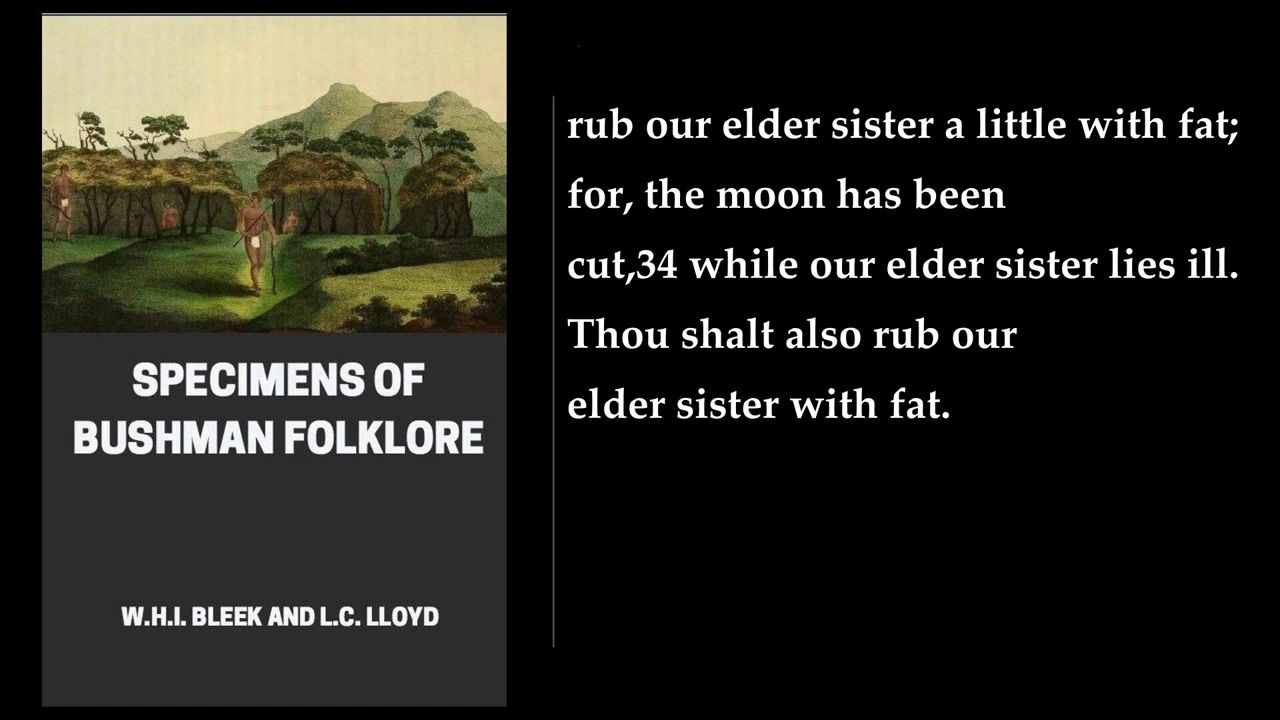 SPECIMENS OF
BUSHMAN FOLKLORE
W.H.I. BLEEK AND L.C. LLOYD
rub our elder sister a little with fat;
for, the moon has been
cut,34 while our elder sister lies ill.
Thou shalt also rub our
elder sister with fat.